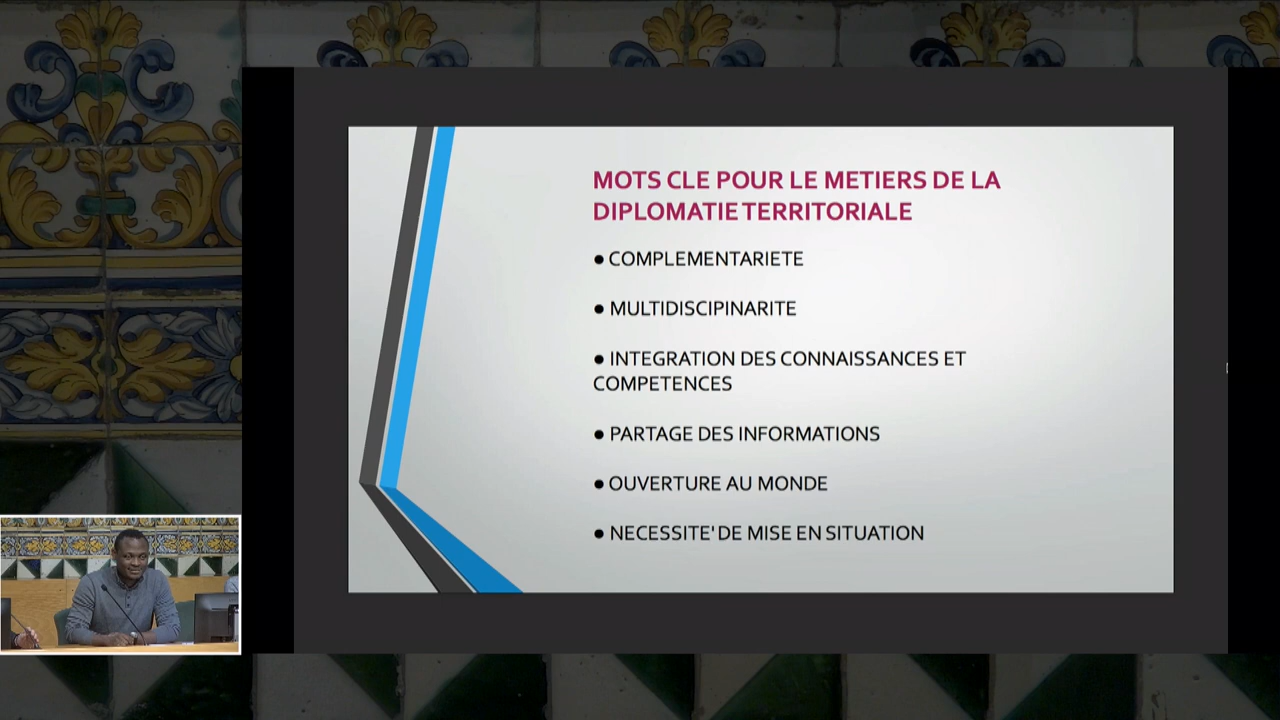 MOTS CLE POUR LE METIERS DE LA
DIPLOMATIE TERRITORIALE
● COMPLEMENTARIETE
● MULTIDISCIPINARITE
● INTEGRATION DES CONNAISSANCES ET
COMPETENCES
● PARTAGE DES INFORMATIONS
● OUVERTURE AU MONDE
● NECESSITE' DE MISE EN SITUATION